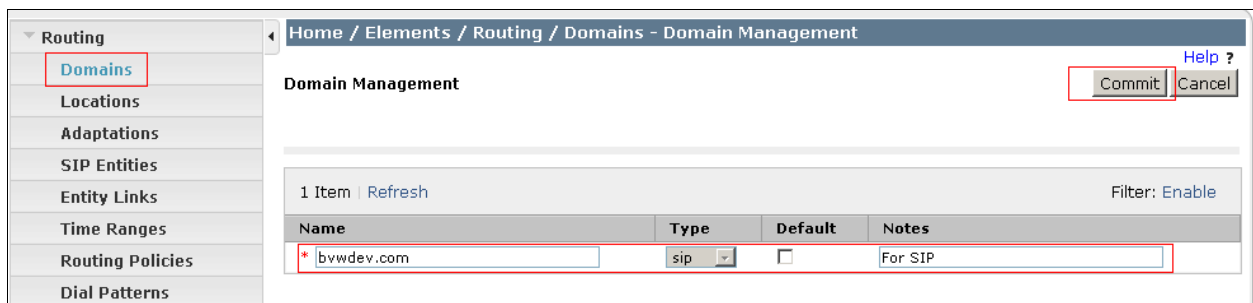 Routing
Domains
Locations
Adaptations
SIP Entities
Entity Links
Time Ranges
Routing Policies
Dial Patterns
Home / Elements / Routing / Domains - Domain Management
Help ?
Domain Management
Commit Cancel
1 Item | Refresh Filter: Enable
Name Type Default Notes
* bvwdev.com sip For SIP